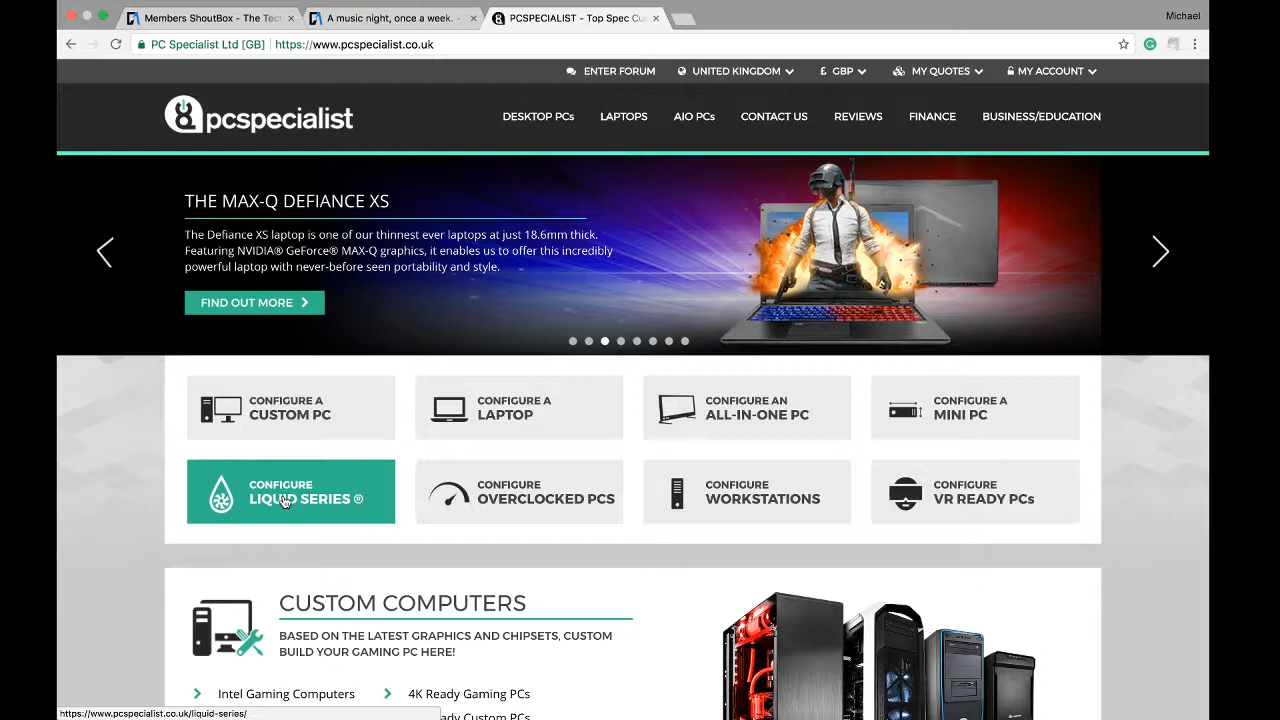 Members ShoutBox - The Tec
A music night, once a week. -
PCSPECIALIST - Top Spec Cu
Michael
PC Specialist Ltd [GB]
https://www.pcspecialist.co.uk
ENTER FORUM
UNITED KINGDOM
£ GBP
MY QUOTES
MY ACCOUNT
pcspecialist
DESKTOP PCs
LAPTOPS
AIO PCs
CONTACT US
REVIEWS
FINANCE
BUSINESS/EDUCATION
THE MAX-Q DEFIANCE XS
The Defiance XS laptop is one of our thinnest ever laptops at just 18.6mm thick.
Featuring NVIDIA® GeForce® MAX-Q graphics, it enables us to offer this incredibly
powerful laptop with never-before seen portability and style.
FIND OUT MORE
CONFIGURE A
CUSTOM PC
CONFIGURE A
LAPTOP
CONFIGURE AN
ALL-IN-ONE PC
CONFIGURE A
MINI PC
CONFIGURE
LIQUID SERIES ®
CONFIGURE
OVERCLOCKED PCS
CONFIGURE
WORKSTATIONS
CONFIGURE
VR READY PCs
CUSTOM COMPUTERS
BASED ON THE LATEST GRAPHICS AND CHIPSETS, CUSTOM
BUILD YOUR GAMING PC HERE!
Intel Gaming Computers
4K Ready Gaming PCs
eady Custom PCs
https://www.pcspecialist.co.uk/liquid-series/